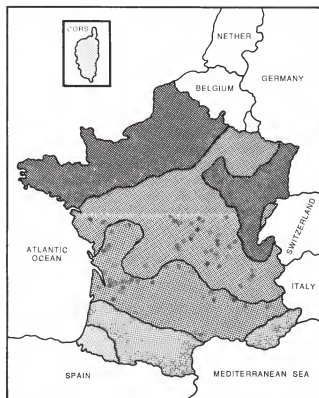 CORS
NETHER
GERMANY
BELGIUM
SWITZERLAND
ATLANTIC
OCEAN
ITALY
SPAIN
MEDITERRANEAN SEA